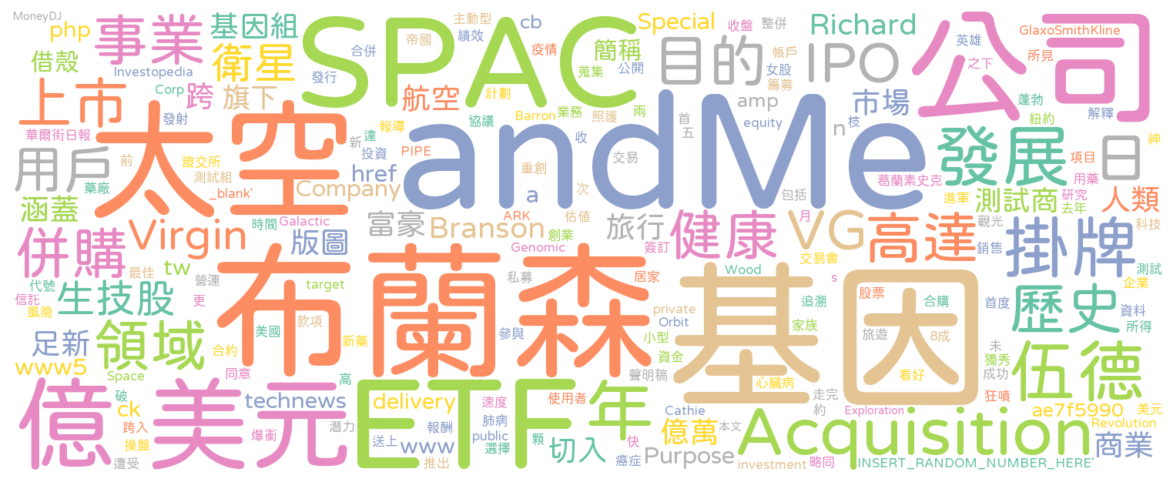 MoneyDJ
php
事業
基因組
SPAC
主動型
績效
cb
收盤
整併
Special
簡稱
目的
IPO
Richard
公司
英雄
之下
GlaxoSmithKline
所見
合併
帝國
疫情
蒐集
公開
帳戶
女股
籌募
借殼
Investopedia
衛星
發行
Corp
上市
跨
旗下
航空
計劃
協議
Barron
業務
照護
兩
amp
equity
首
五
市場
n
枝
蓬勃
紐約
解釋
發射
華爾街日報
太空
報導
新
達
投資
PIPE
andMe
收
重創
交易
發展
日
項目
神
用戶
前
證交所
測試組
藥廠
_blank'
href
Company
a
次
包括
葛蘭素史克
進軍
用藥
研究
去年
測試商
人類
涵蓋
時間
Galactic
Virgin
版圖
富豪
Branson
ARK
估值
創業
Genomic
旅行
簽訂
健康
月
VG
交易會
高達
觀光
銷售
掛牌
科技
測試
企業
併購
最佳
tw
營運
代號
更
生技股
信託
風險
target
布蘭森
私募
居家
Wood
s
追溯
基因
股票
合購
首度
資料
所得
歷史
足新
領域
美國
款項
合約
新藥
參與
Orbit
private
小型
資金
家族
旅遊
8成
未
獨秀
成功
伍德
www5
同意
Space
破
聲明稿
心臟病
看好
走完
約
狂噴
億美元
高
ETF
ck
跨入
操盤
遭受
technews
爆衝
潛力
delivery
速度
使用者
年
Cathie
億萬
本文
Exploration
ae7f5990
美元
Revolution
送上
www
肺病
報酬
推出
public
選擇
顆
切入
快
癌症
Purpose
Acquisition
investment
略同
INSERT_RANDOM_NUMBER_HERE'
商業